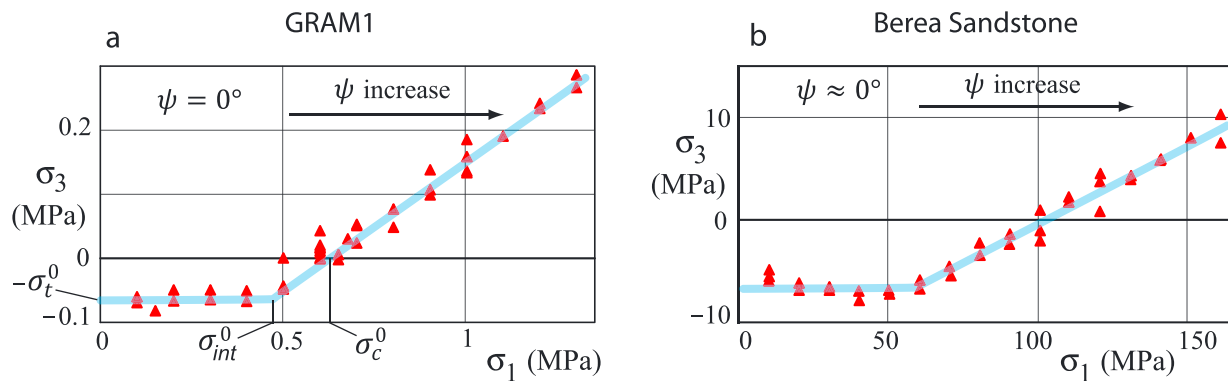 GRAM1
a
ψ = 0°
ψ increase
0.2
σ3
(MPa)
0
−σt0
−0.1
0
σint0
0.5
σc0
1
σ1 (MPa)
Berea Sandstone
b
ψ ≈ 0°
ψ increase
10
σ3
(MPa)
0
−10
0
50
100
150
σ1 (MPa)